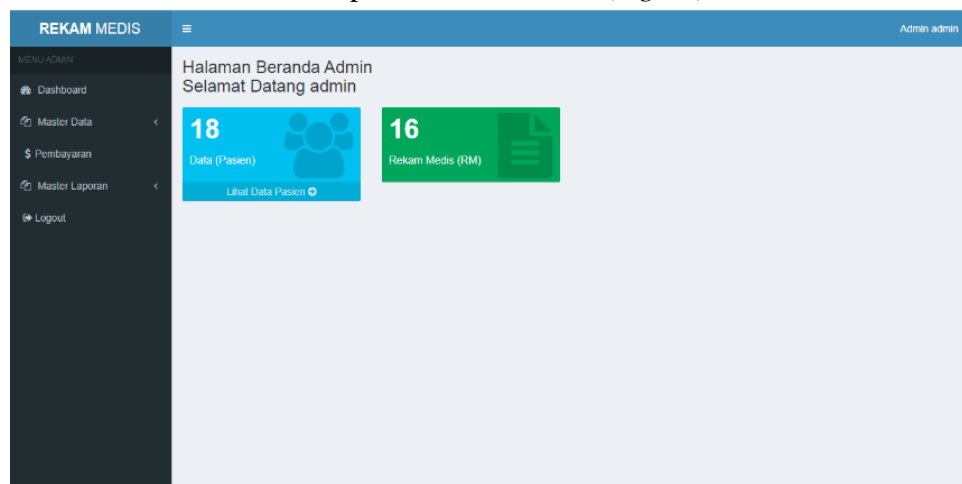 REKAM MEDIS
Admin admin
MENU ADMIN
Dashboard
Master Data
$ Pembayaran
Master Laporan
Logout
Halaman Beranda Admin
Selamat Datang admin
18
Data (Pasien)
Lihat Data Pasien
16
Rekam Medis (RM)